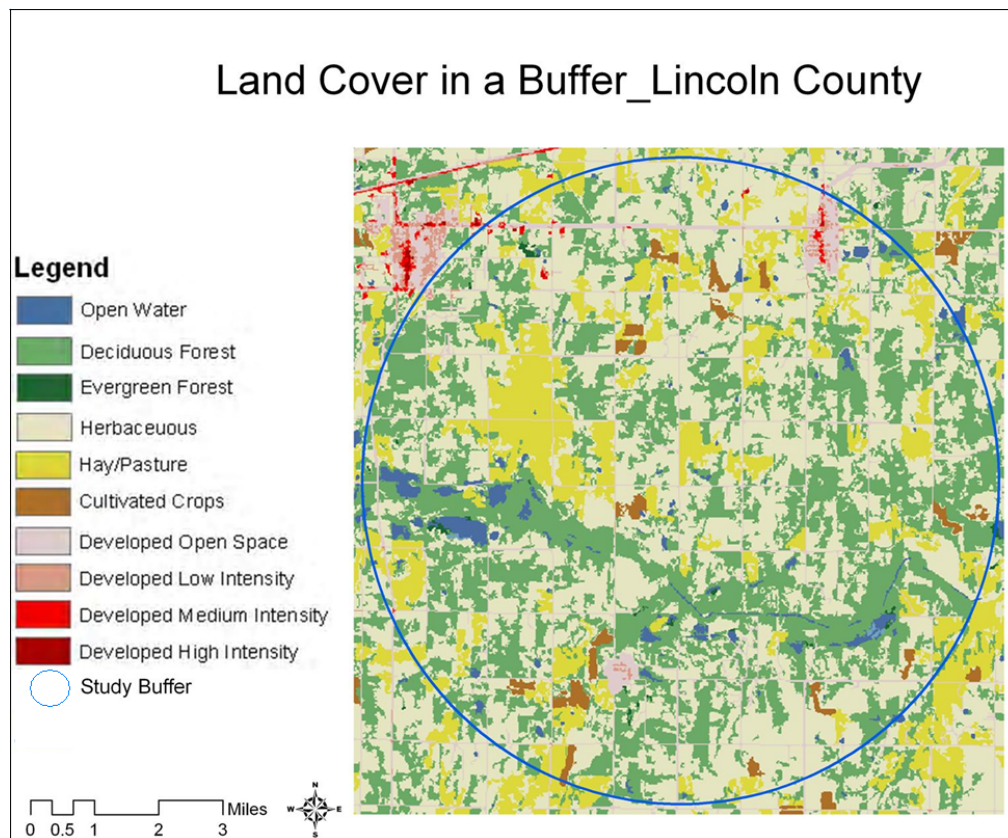 Land Cover in a Buffer_Lincoln County
Legend
Open Water
Deciduous Forest
Evergreen Forest
Herbaceuous
Hay/Pasture
Cultivated Crops
Developed Open Space
Developed Low Intensity
Developed Medium Intensity
Developed High Intensity
Study Buffer
Miles
0 0.5 1 2 3
N
W E
S